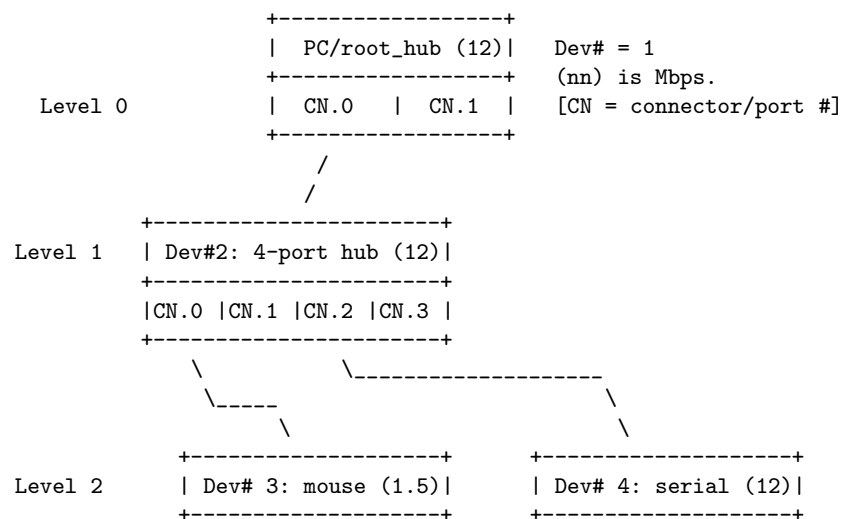 PC/root_hub (12)| Dev# = 1
(nn) is Mbps.
Level 0 | CN.0 | CN.1 | [CN = connector/port #]
Level 1 | Dev#2: 4-port hub (12)|
|CN.0 |CN.1 |CN.2 |CN.3 |
Level 2 | Dev# 3: mouse (1.5)| | Dev# 4: serial (12)|